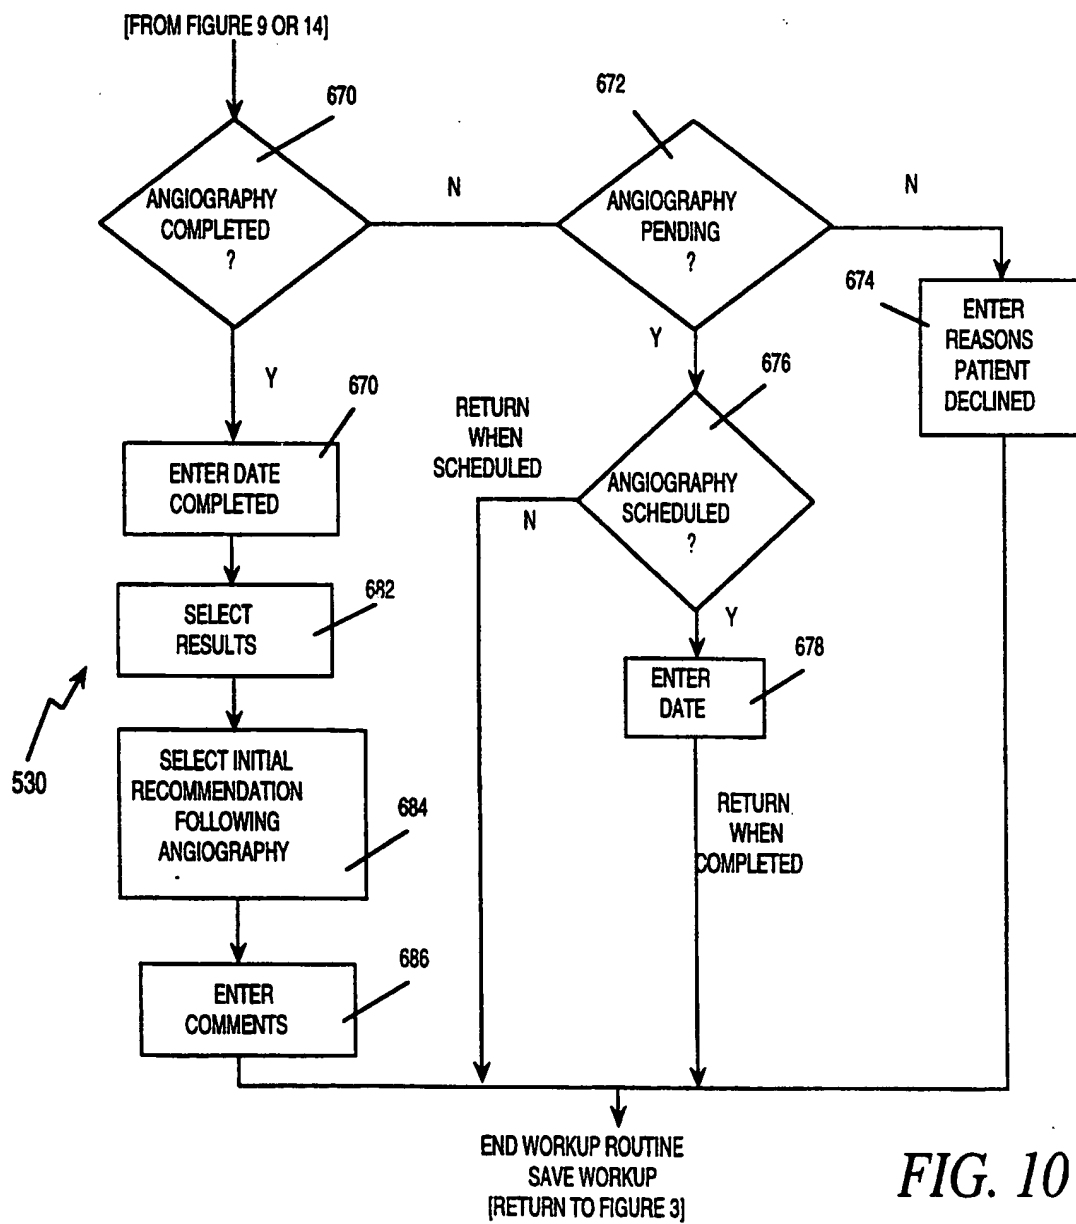 [FROM FIGURE 9 OR 14]
670
ANGIOGRAPHY
COMPLETED
?
N
672
ANGIOGRAPHY
PENDING
?
N
674
ENTER
REASONS
PATIENT
DECLINED
Y
Y
676
ANGIOGRAPHY
SCHEDULED
?
RETURN
WHEN
SCHEDULED
N
Y
670
ENTER DATE
COMPLETED
682
SELECT
RESULTS
678
ENTER
DATE
530
684
SELECT INITIAL
RECOMMENDATION
FOLLOWING
ANGIOGRAPHY
RETURN
WHEN
COMPLETED
686
ENTER
COMMENTS
END WORKUP ROUTINE
SAVE WORKUP
[RETURN TO FIGURE 3]
FIG. 10